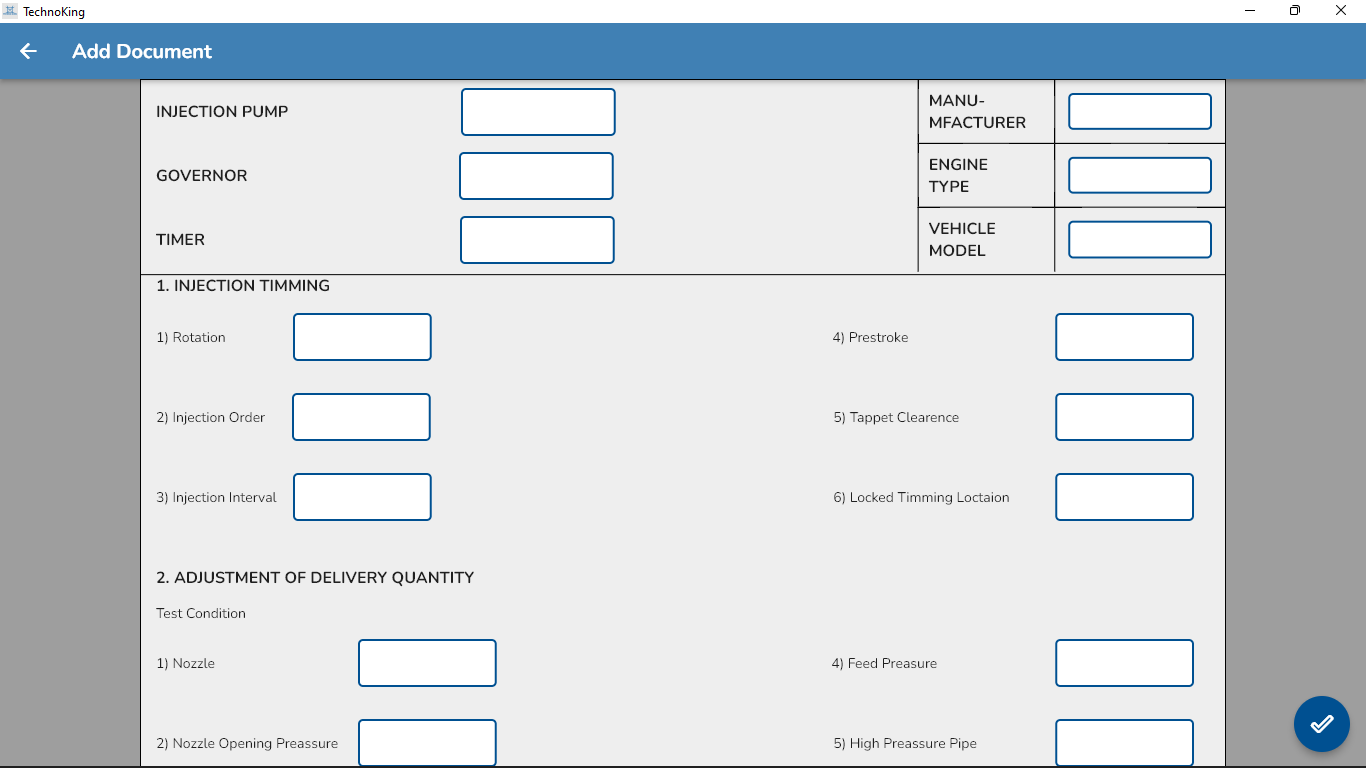 TechnoKing
Add Document
INJECTION PUMP
MANU-
MFACTURER
GOVERNOR
ENGINE
TYPE
TIMER
VEHICLE
MODEL
1. INJECTION TIMMING
1) Rotation
4) Prestroke
2) Injection Order
5) Tappet Clearence
3) Injection Interval
6) Locked Timming Loctaion
2. ADJUSTMENT OF DELIVERY QUANTITY
Test Condition
1) Nozzle
4) Feed Preasure
2) Nozzle Opening Preassure
5) High Preassure Pipe